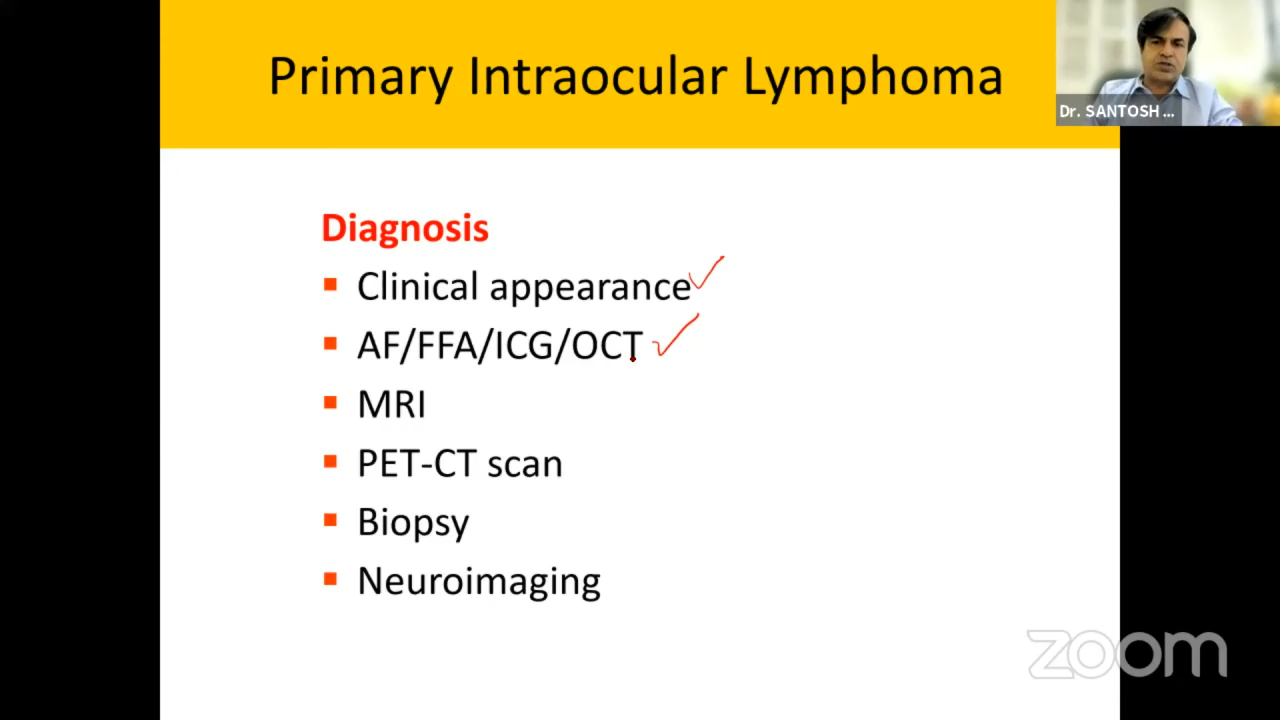 Primary Intraocular Lymphoma
Dr. SANTOSH ...
Diagnosis
Clinical appearance
AF/FFA/ICG/OCT
MRI
PET-CT scan
Biopsy
Neuroimaging
zoom